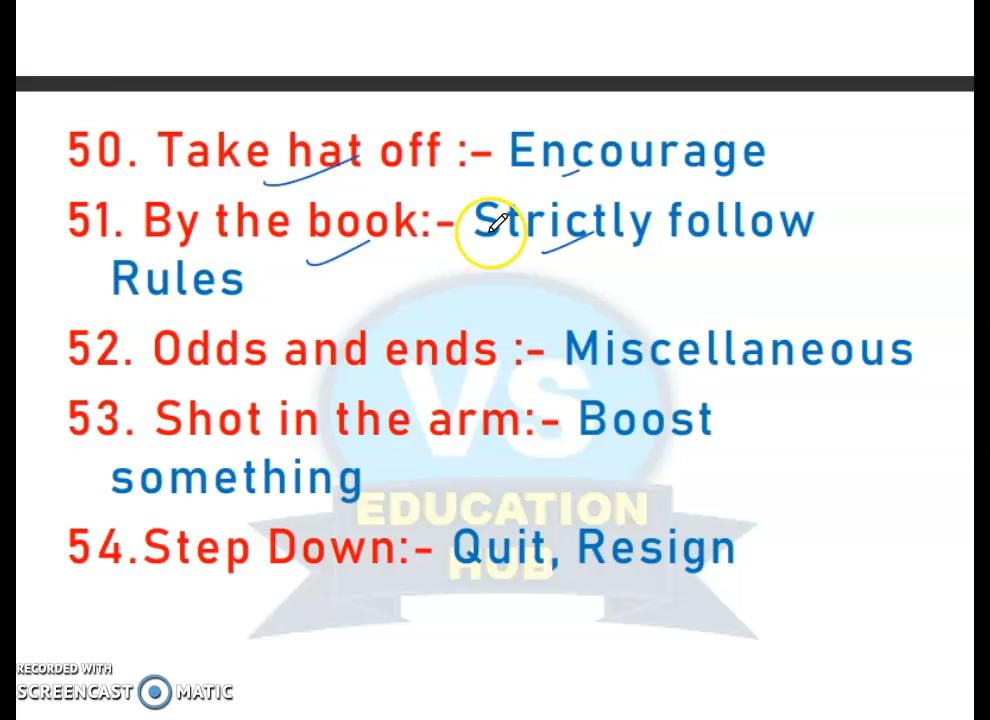 50. Take hat off :- Encourage
51. By the book:- Strictly follow
Rules
52. Odds and ends :- Miscellaneous
53. Shot in the arm:- Boost
something
54.Step Down:- Quit, Resign
VS
EDUCATION
HUB
RECORDED WITH
SCREENCAST MATIC